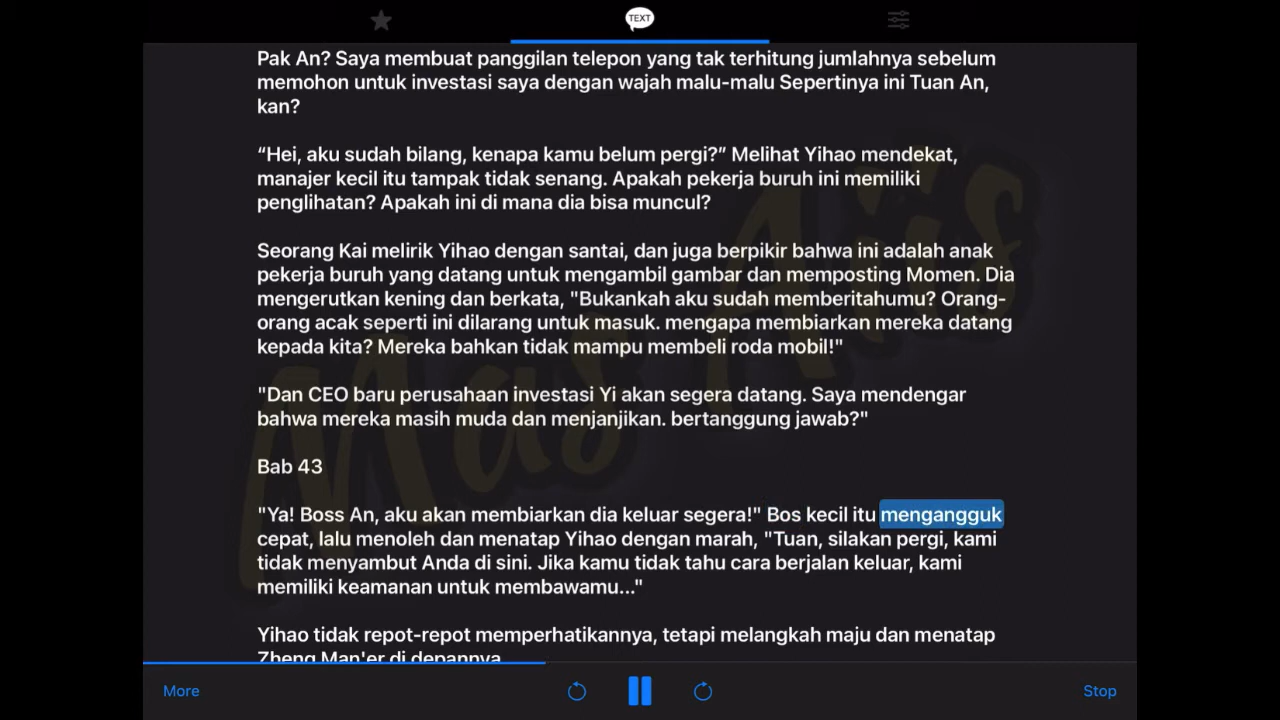 TEXT
Pak An? Saya membuat panggilan telepon yang tak terhitung jumlahnya sebelum
memohon untuk investasi saya dengan wajah malu-malu Sepertinya ini Tuan An,
kan?
“Hei, aku sudah bilang, kenapa kamu belum pergi?” Melihat Yihao mendekat,
manajer kecil itu tampak tidak senang. Apakah pekerja buruh ini memiliki
penglihatan? Apakah ini di mana dia bisa muncul?
Seorang Kai melirik Yihao dengan santai, dan juga berpikir bahwa ini adalah anak
pekerja buruh yang datang untuk mengambil gambar dan memposting Momen. Dia
mengerutkan kening dan berkata, "Bukankah aku sudah memberitahumu? Orang-
orang acak seperti ini dilarang untuk masuk. mengapa membiarkan mereka datang
kepada kita? Mereka bahkan tidak mampu membeli roda mobil!"
"Dan CEO baru perusahaan investasi Yi akan segera datang. Saya mendengar
bahwa mereka masih muda dan menjanjikan. bertanggung jawab?"
Bab 43
"Ya! Boss An, aku akan membiarkan dia keluar segera!" Bos kecil itu mengangguk
cepat, lalu menoleh dan menatap Yihao dengan marah, "Tuan, silakan pergi, kami
tidak menyambut Anda di sini. Jika kamu tidak tahu cara berjalan keluar, kami
memiliki keamanan untuk membawamu..."
Yihao tidak repot-repot memperhatikannya, tetapi melangkah maju dan menatap
Zheng Man'er di depannya
Mas Aiis
More
Stop